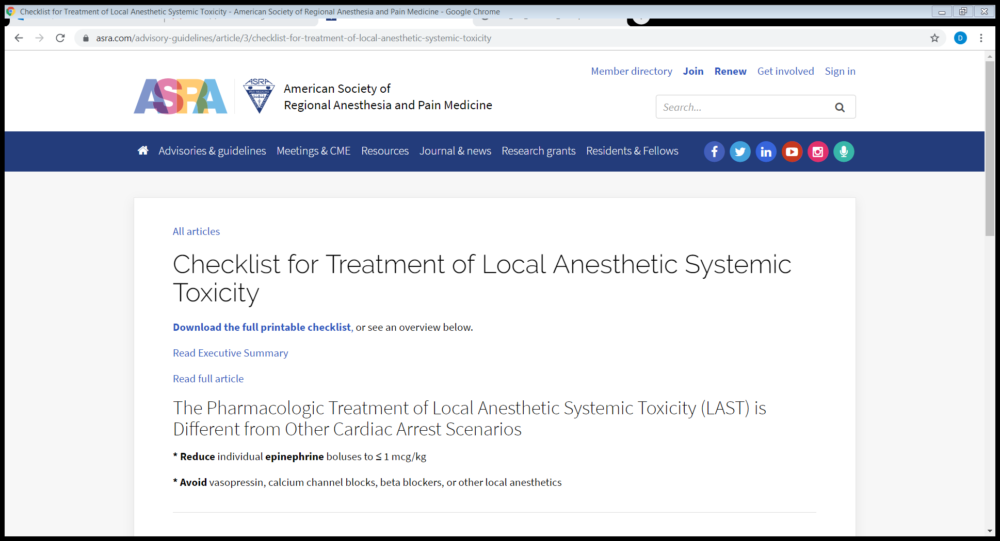 Checklist for Treatment of Local Anesthetic Systemic Toxicity - American Society of Regional Anesthesia and Pain Medicine - Google Chrome
asra.com/advisory-guidelines/article/3/checklist-for-treatment-of-local-anesthetic-systemic-toxicity
D
Member directory Join Renew Get involved Sign in
ASRA
ASRA
PAIN MEDICINE
American Society of
Regional Anesthesia and Pain Medicine
Search...
Advisories & guidelines Meetings & CME Resources Journal & news Research grants Residents & Fellows
All articles
Checklist for Treatment of Local Anesthetic Systemic
Toxicity
Download the full printable checklist, or see an overview below.
Read Executive Summary
Read full article
The Pharmacologic Treatment of Local Anesthetic Systemic Toxicity (LAST) is
Different from Other Cardiac Arrest Scenarios
* Reduce individual epinephrine boluses to ≤ 1 mcg/kg
* Avoid vasopressin, calcium channel blocks, beta blockers, or other local anesthetics